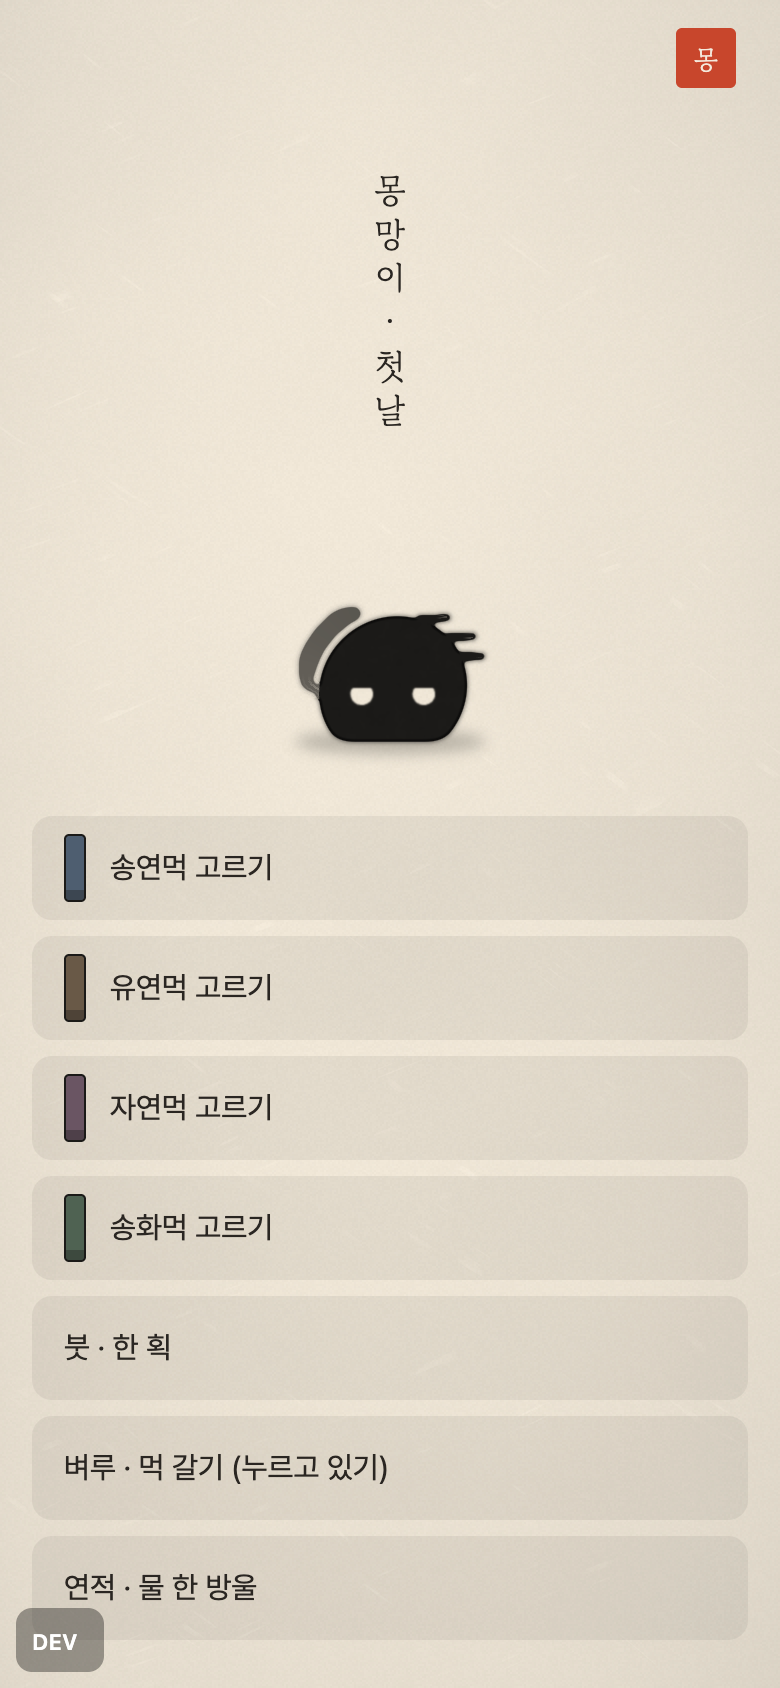 몽
몽망이 · 첫날
송연먹 고르기
유연먹 고르기
자연먹 고르기
송화먹 고르기
붓 · 한 획
벼루 · 먹 갈기 (누르고 있기)
연적 · 물 한 방울
DEV